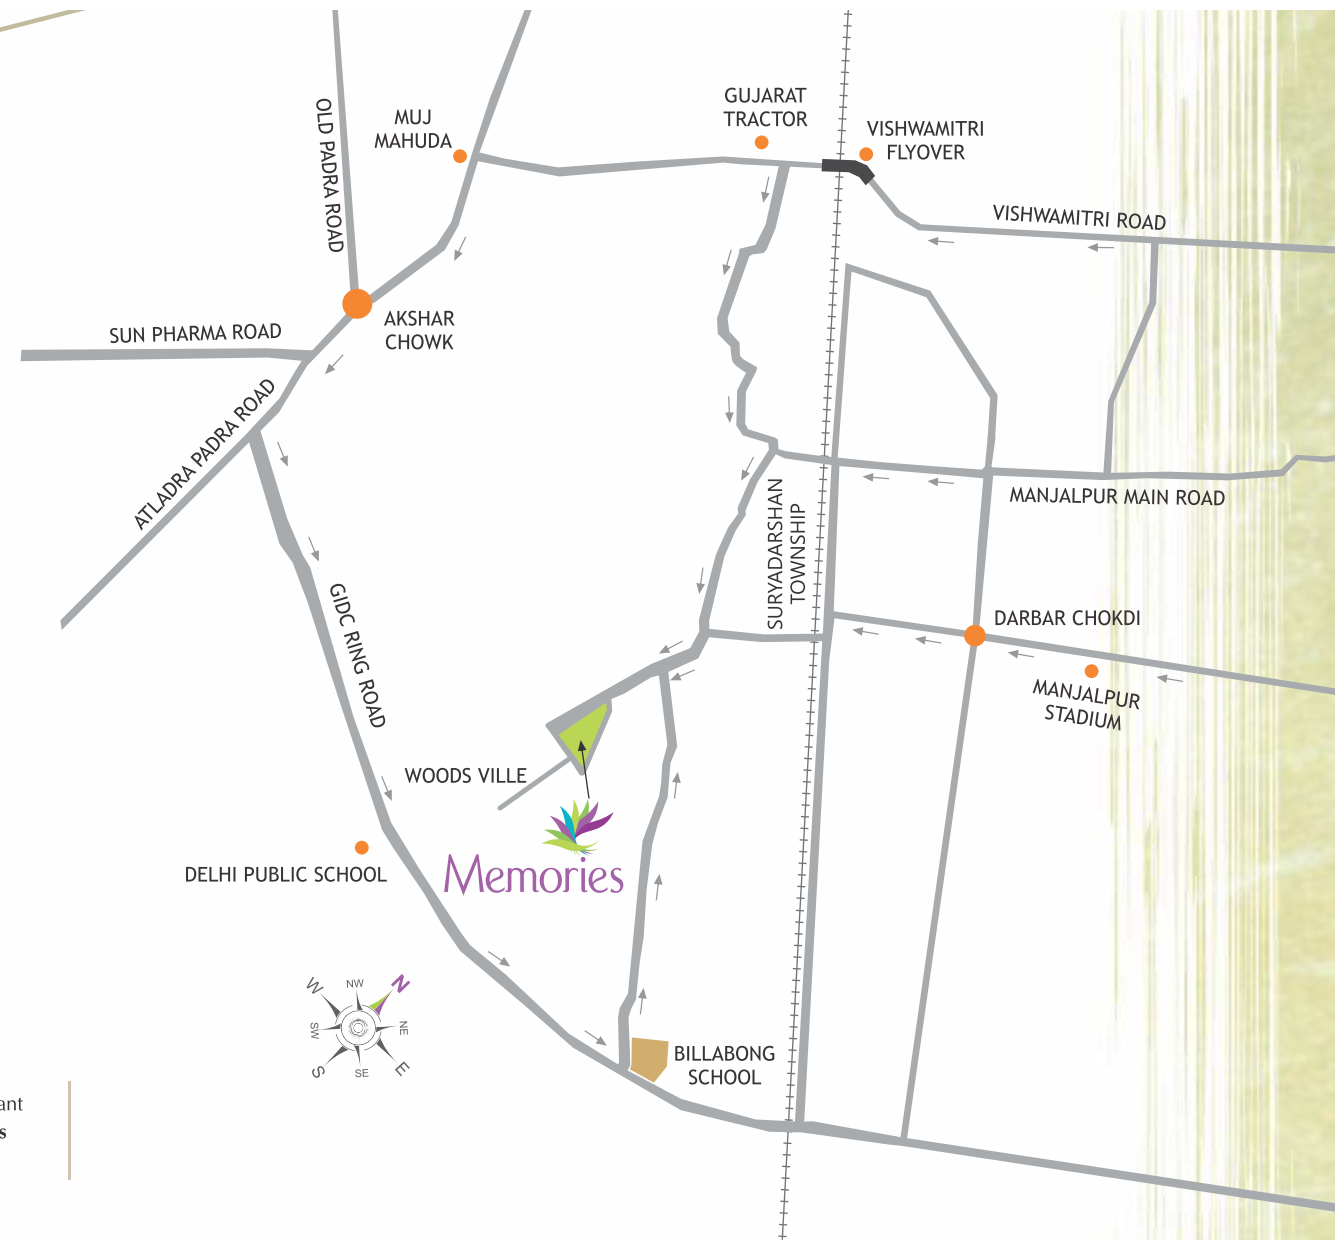 GUJARAT
TRACTOR
MUJ
MAHUDA
VISHWAMITRI
FLYOVER
OLD PADRA ROAD
VISHWAMITRI ROAD
AKSHAR
CHOWK
SUN PHARMA ROAD
ATLADRA PADRA ROAD
MANJALPUR MAIN ROAD
SURYADARSHAN
TOWNSHIP
GIDC RING ROAD
DARBAR CHOKDI
MANJALPUR
STADIUM
WOODS VILLE
Memories
DELHI PUBLIC SCHOOL
W
NW
N
SW
NE
S
SE
E
BILLABONG
SCHOOL
ant
s